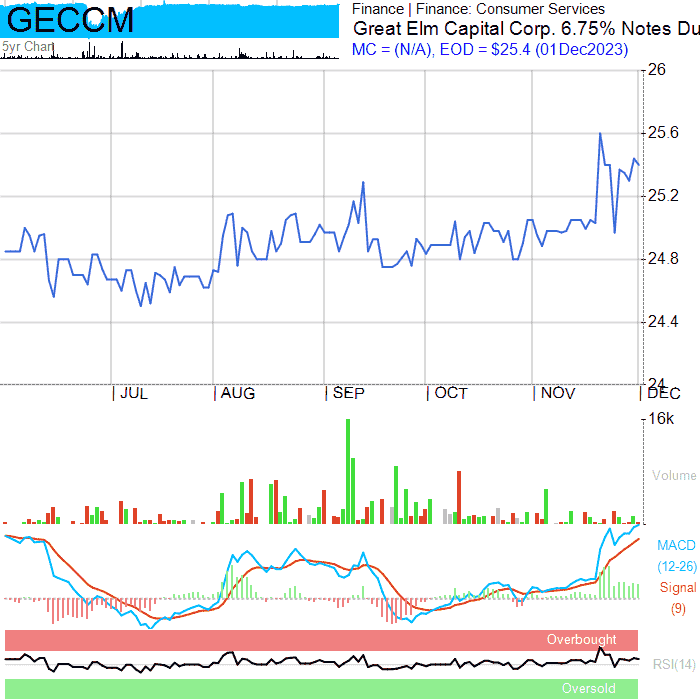 GECCM
5yr Chart
Finance | Finance: Consumer Services
Great Elm Capital Corp. 6.75% Notes Du
MC = (N/A), EOD = $25.4 (01Dec2023)
26
25.6
25.2
24.8
24.4
24
JUL
AUG
SEP
OCT
NOV
DEC
16k
Volume
MACD
(12-26)
Signal
(9)
Overbought
RSI(14)
Oversold